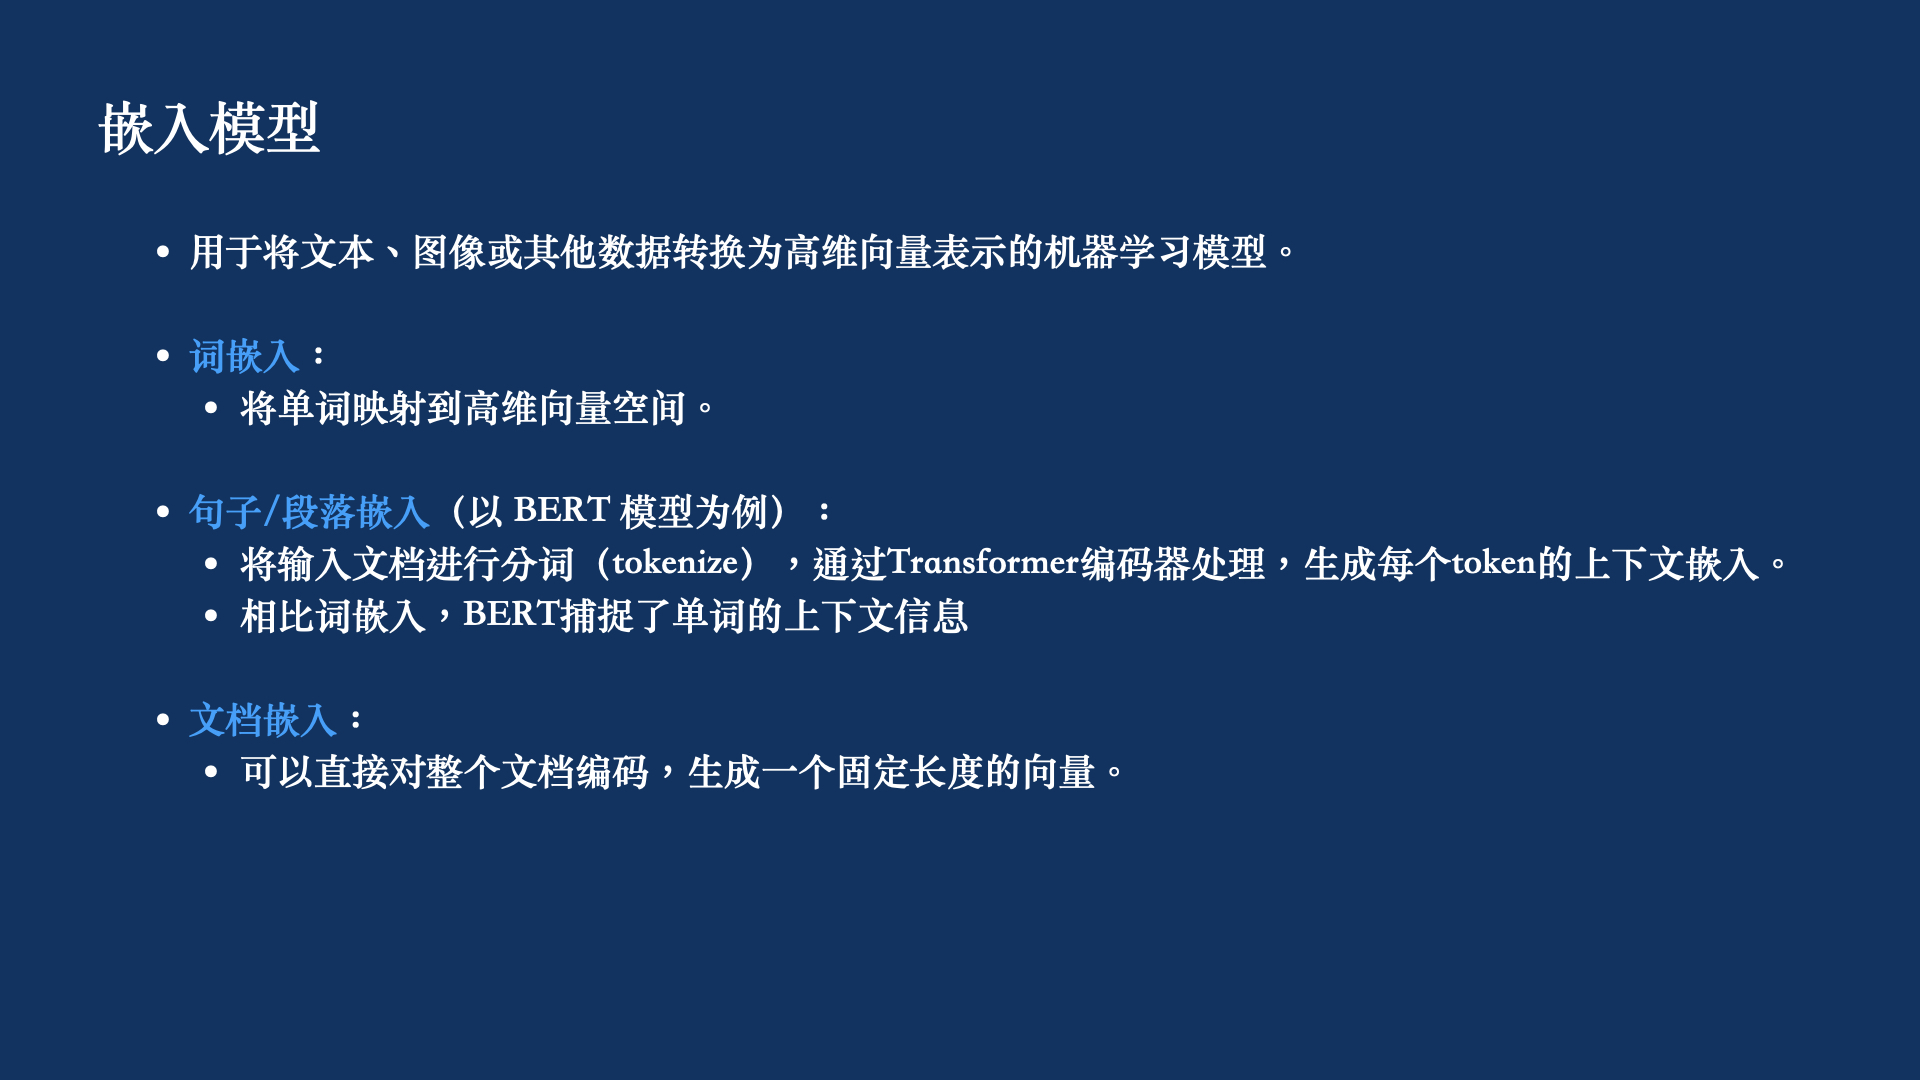 嵌入模型
• 用于将文本、图像或其他数据转换为高维向量表示的机器学习模型。
• 词嵌入：
• 将单词映射到高维向量空间。
• 句子/段落嵌入（以 BERT 模型为例）：
• 将输入文档进行分词（tokenize），通过Transformer编码器处理，生成每个token的上下文嵌入。
• 相比词嵌入，BERT捕捉了单词的上下文信息
• 文档嵌入：
• 可以直接对整个文档编码，生成一个固定长度的向量。